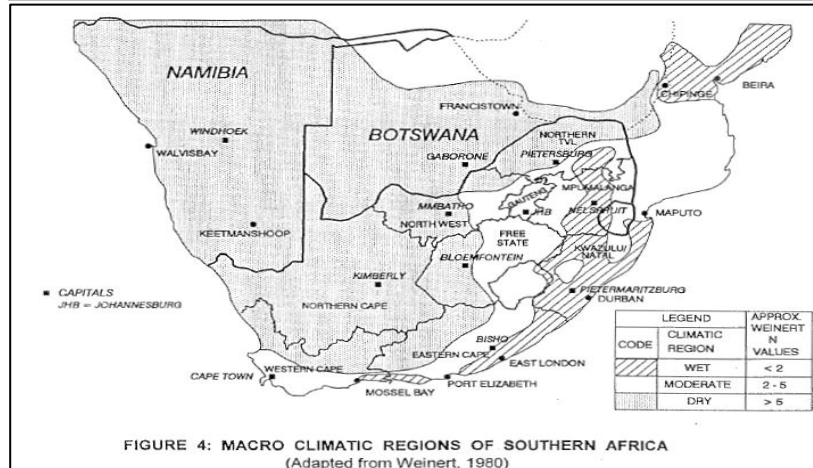 NAMIBIA
BEIRA
CHIPINGE
FRANCISTOWN
BOTSWANA
WINDHOEK
NORTHERN
TVL
WALVISBAY
PIETERSBURG
GABORONE
MPUMALANGA
MMBATHO
GAUTENG
JHB
NELSPRUIT
MAPUTO
NORTH WEST
KEETMANSHOOP
FREE
STATE
KWAZULU/
NATAL
BLOEMFONTEIN
KIMBERLY
PIETERMARITZBURG
DURBAN
CAPITALS
JHB = JOHANNESBURG
NORTHERN CAPE
BISHO
EASTERN CAPE
EAST LONDON
WESTERN CAPE
CAPE TOWN
PORT ELIZABETH
MOSSEL BAY
LEGEND
APPROX.
WEINERT
N
VALUES
CODE
CLIMATIC
REGION
WET < 2
MODERATE 2 - 5
DRY > 5
FIGURE 4: MACRO CLIMATIC REGIONS OF SOUTHERN AFRICA
(Adapted from Weinert, 1980)